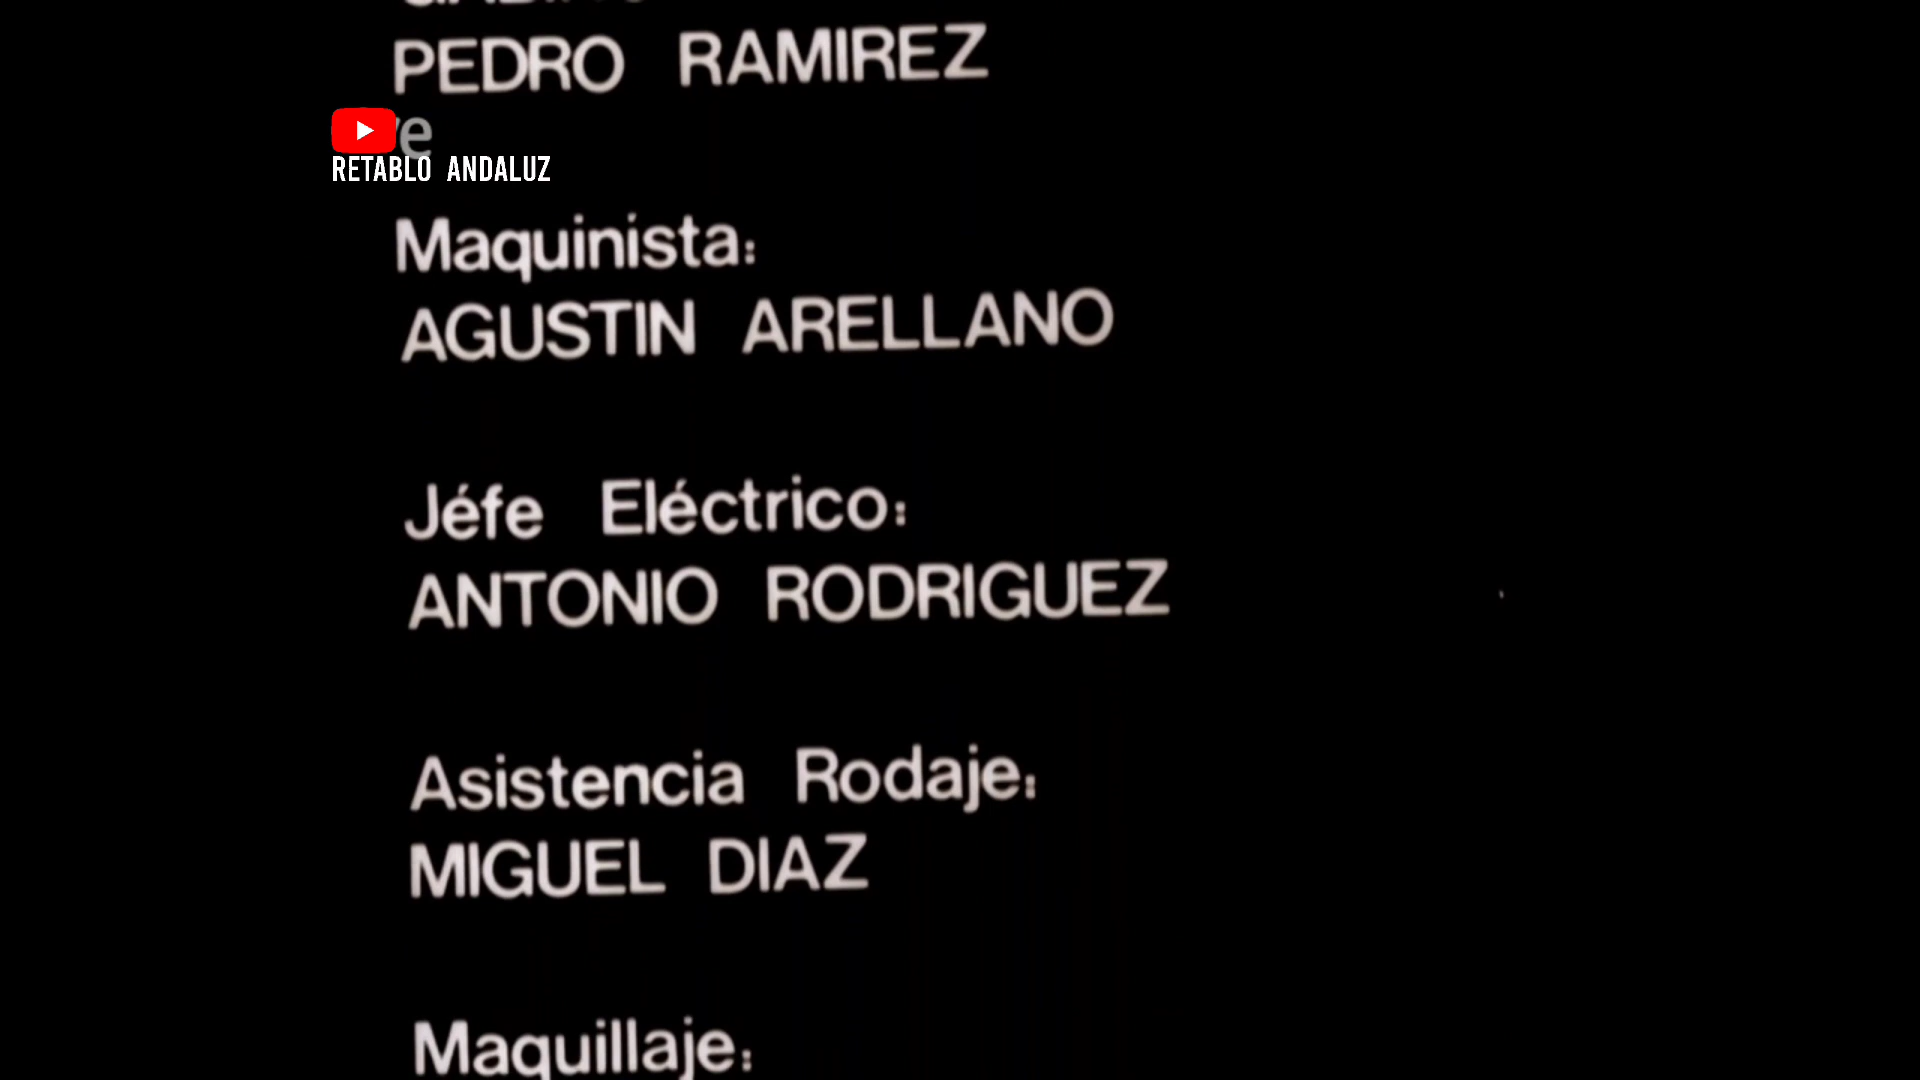 PEDRO RAMIREZ
RETABLO ANDALUZ
Maquinista:
AGUSTIN ARELLANO
Jéfe Eléctrico:
ANTONIO RODRIGUEZ
Asistencia Rodaje:
MIGUEL DIAZ
Maquillaje: